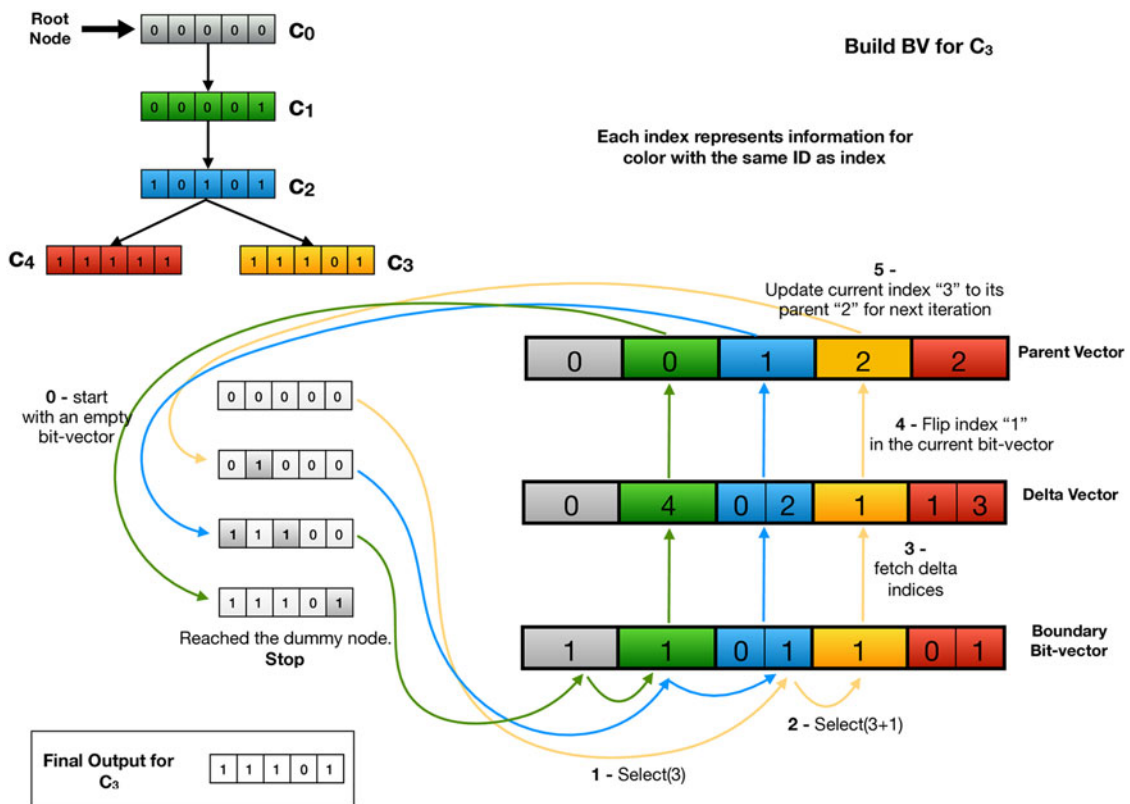 Root
Node
0 0 0 0 0
C0
Build BV for C3
0 0 0 0 1
C1
Each index represents information for
color with the same ID as index
1 0 1 0 1
C2
C4
1 1 1 1 1
1 1 1 0 1
C3
5 -
Update current index “3” to its
parent “2” for next iteration
0 0 1 2 2
Parent Vector
0 - start
with an empty
bit-vector
0 0 0 0 0
4 - Flip index “1”
in the current bit-vector
0 1 0 0 0
0 4 0 2 1 1 3
Delta Vector
1 1 1 0 0
3 -
fetch delta
indices
1 1 1 0 1
Reached the dummy node.
Stop
1 1 0 1 1 0 1
Boundary
Bit-vector
2 - Select(3+1)
1 - Select(3)
Final Output for
C3
1 1 1 0 1